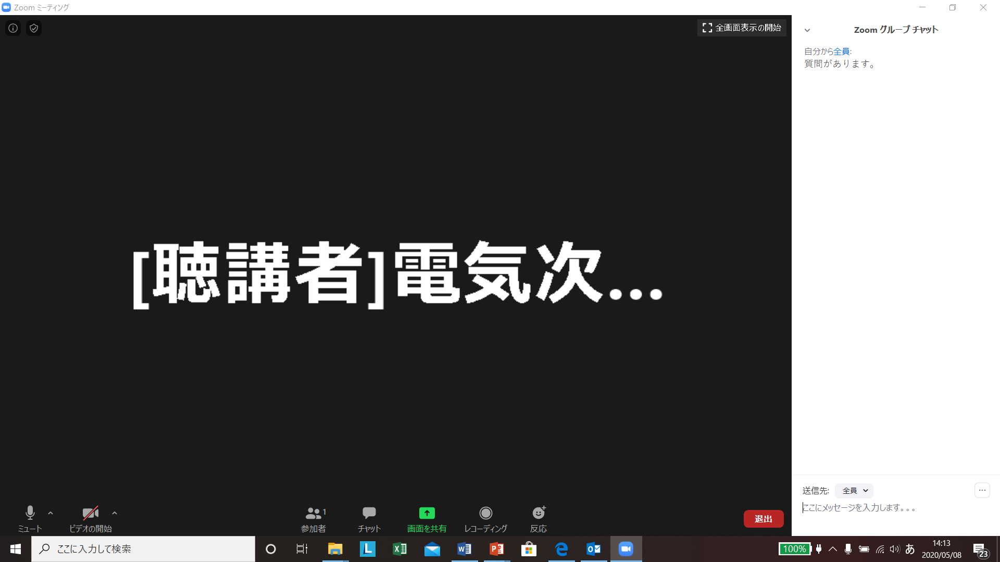 Zoom ミーティング
全画面表示の開始
Zoom グループ チャット
自分から全員:
質問があります。
[聴講者]電気次...
送信先: 全員
ここにメッセージを入力します。。。
ミュート
ビデオの開始
1
参加者
チャット
画面を共有
レコーディング
反応
退出
ここに入力して検索
100%
あ
14:13
2020/05/08
23